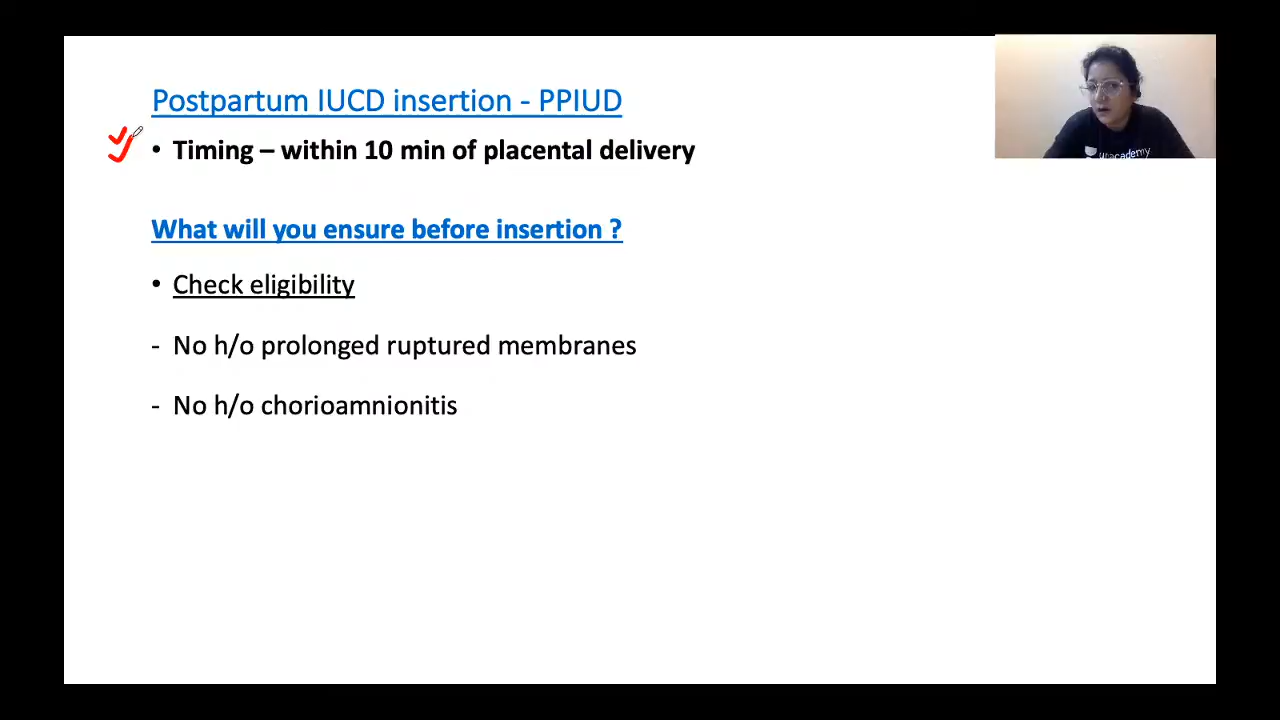 Postpartum IUCD insertion - PPIUD
• Timing – within 10 min of placental delivery
What will you ensure before insertion ?
• Check eligibility
- No h/o prolonged ruptured membranes
- No h/o chorioamnionitis
unacademy